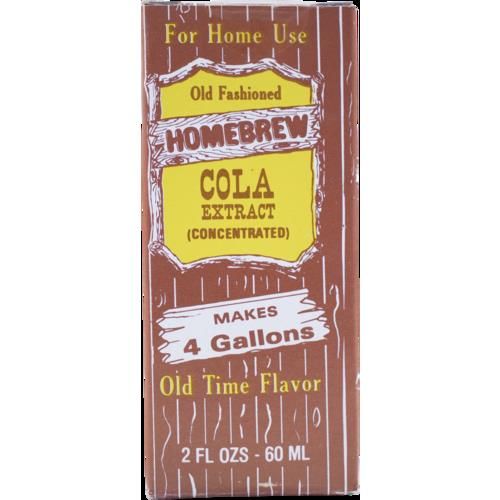 For Home Use
Old Fashioned
HOMEBREW
COLA
EXTRACT
(CONCENTRATED)
MAKES
4 Gallons
Old Time Flavor
2 FL OZS - 60 ML